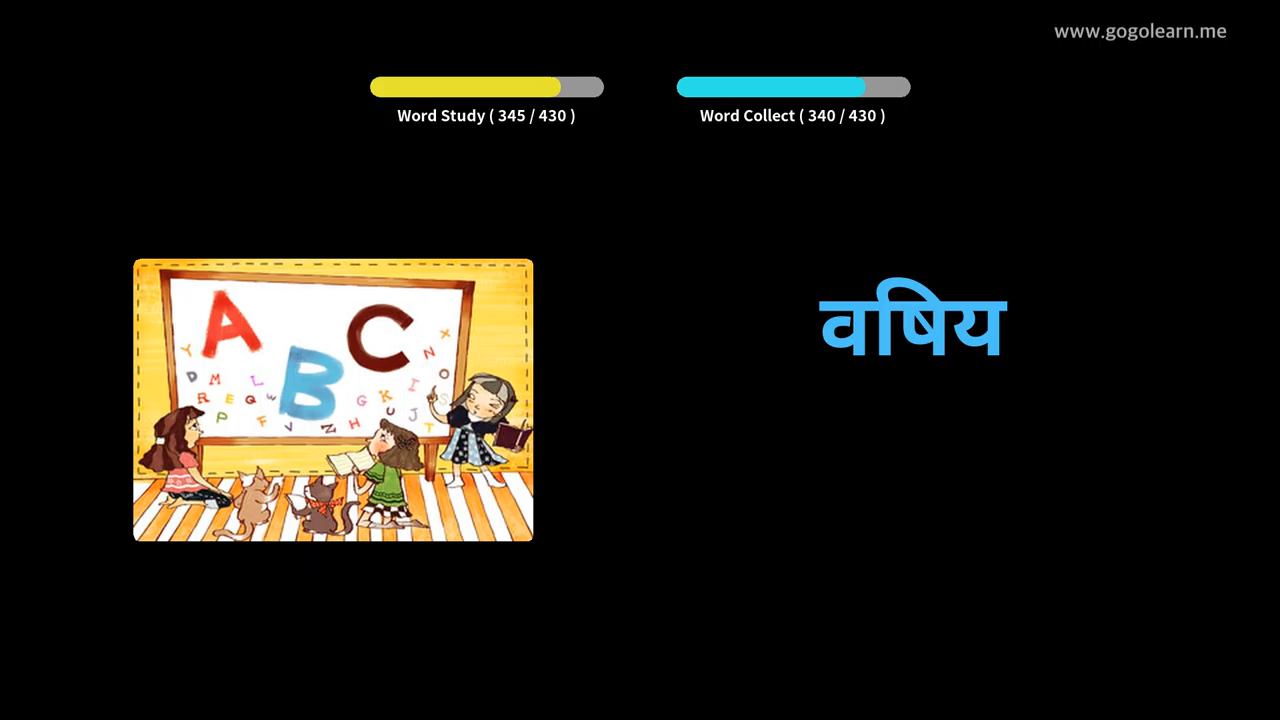 www.gogolearn.me
Word Study ( 345 / 430 )
Word Collect ( 340 / 430 )
वषिय
A B C
X
Y N
D M L I O
R E Q W G K S
P F U J
V Z H T